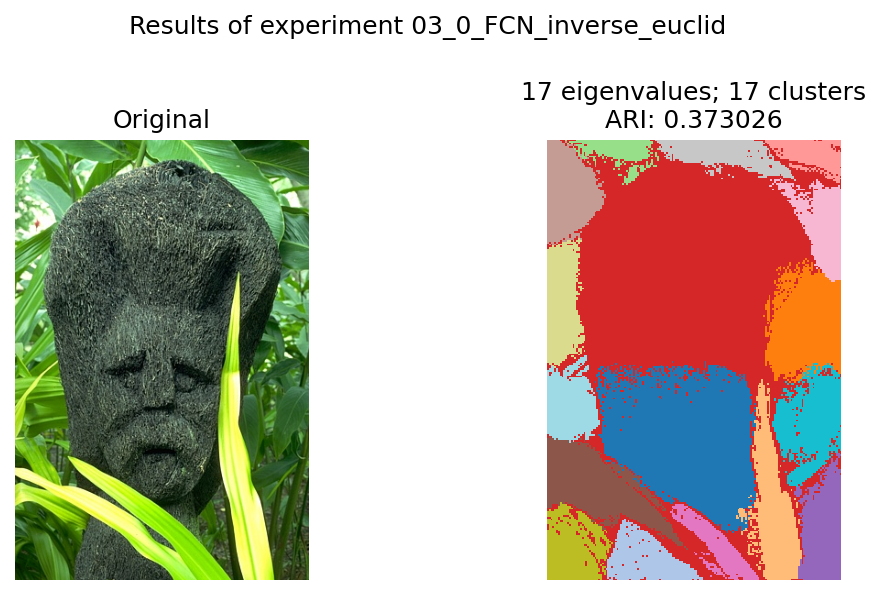 Results of experiment 03_0_FCN_inverse_euclid
Original
17 eigenvalues; 17 clusters
ARI: 0.373026